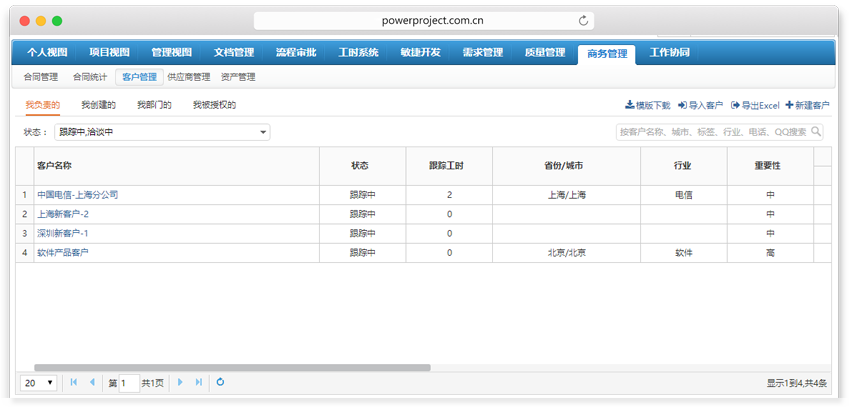 powerproject.com.cn
个人视图 项目视图 管理视图 文档管理 流程审批 工时系统 敏捷开发 需求管理 质量管理 商务管理 工作协同
合同管理 合同统计 客户管理 供应商管理 资产管理
我负责的 我创建的 我部门的 我被授权的 模版下载 导入客户 导出Excel 新建客户
状态： 跟踪中,洽谈中 按客户名称、城市、标签、行业、电话、QQ搜索
客户名称 状态 跟踪工时 省份/城市 行业 重要性
1 中国电信-上海分公司 跟踪中 2 上海/上海 电信 中
2 上海新客户-2 跟踪中 0 中
3 深圳新客户-1 跟踪中 0 中
4 软件产品客户 跟踪中 0 北京/北京 软件 高
20 第 1 共1页 显示1到4,共4条